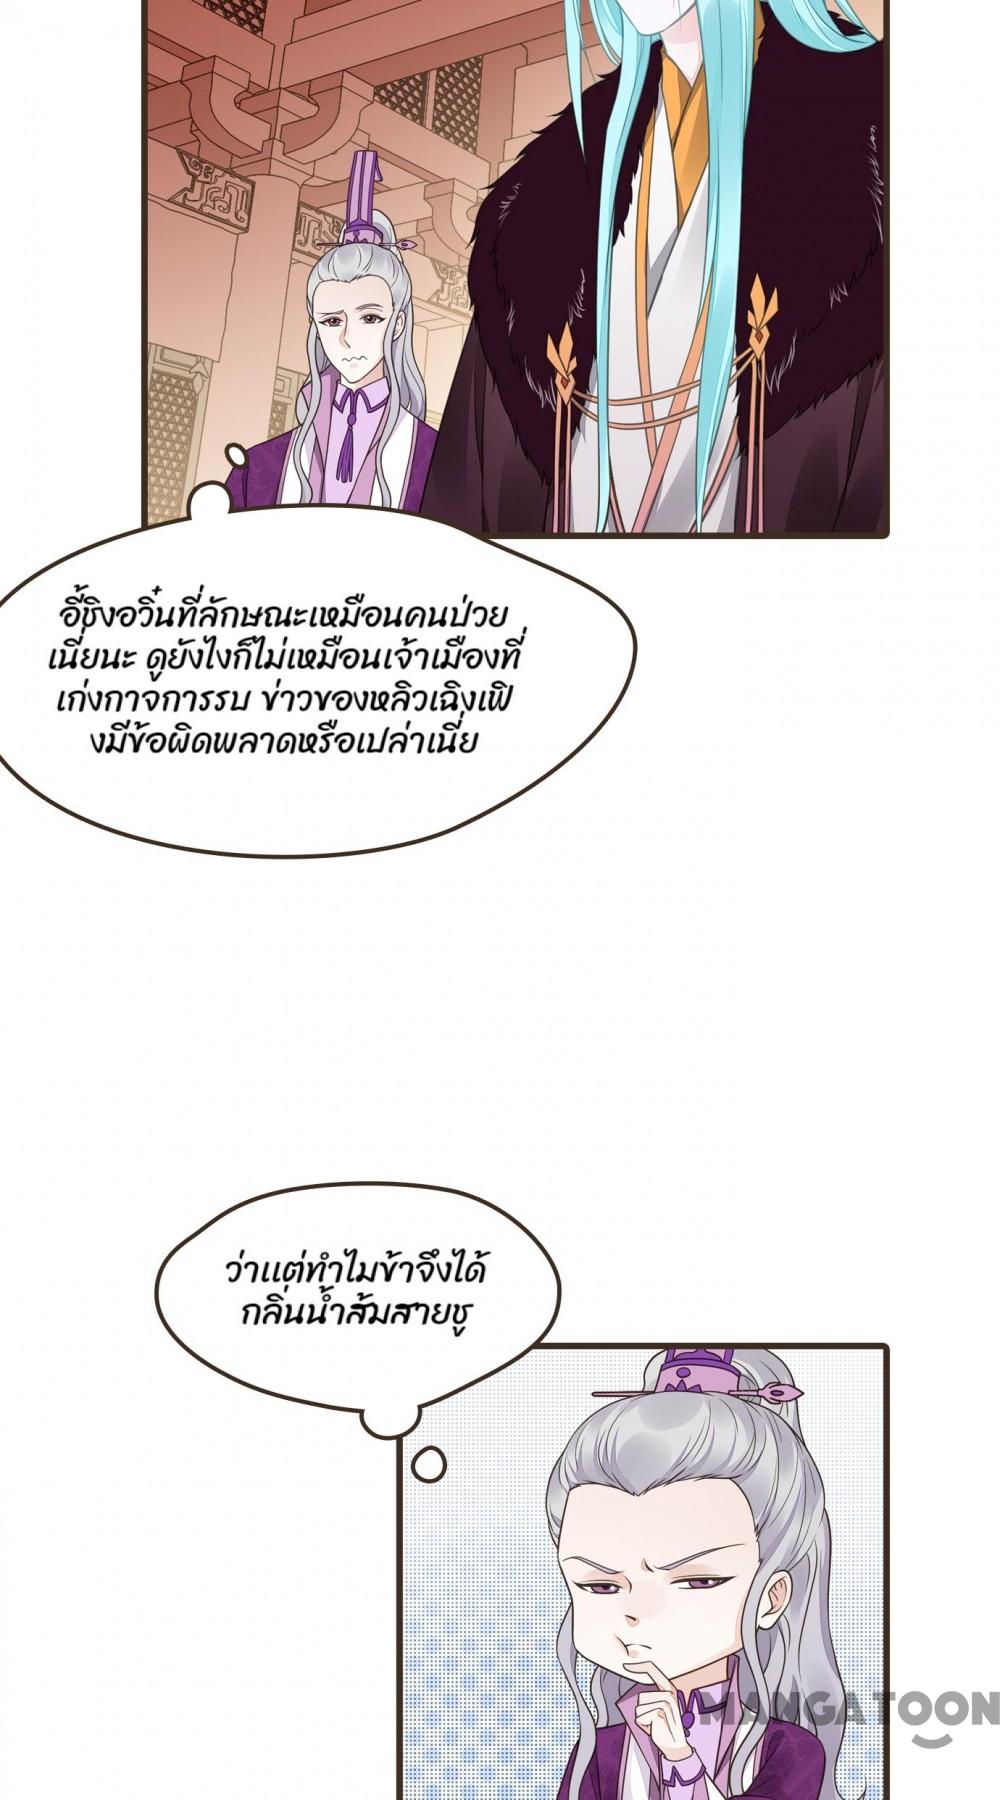 อี้ชิงอวิ๋นที่ลักษณะเหมือนคนป่วย
เนี่ยนะ ดูยังไงก็ไม่เหมือนเจ้าเมืองที่
เก่งกาจการรบ ข่าวของหลิวเฉิงเฟิ
งมีข้อผิดพลาดหรือเปล่าเนี่ย
ว่าแต่ทำไมข้าจึงได้
กลิ่นน้ำส้มสายชู
MANGATOON